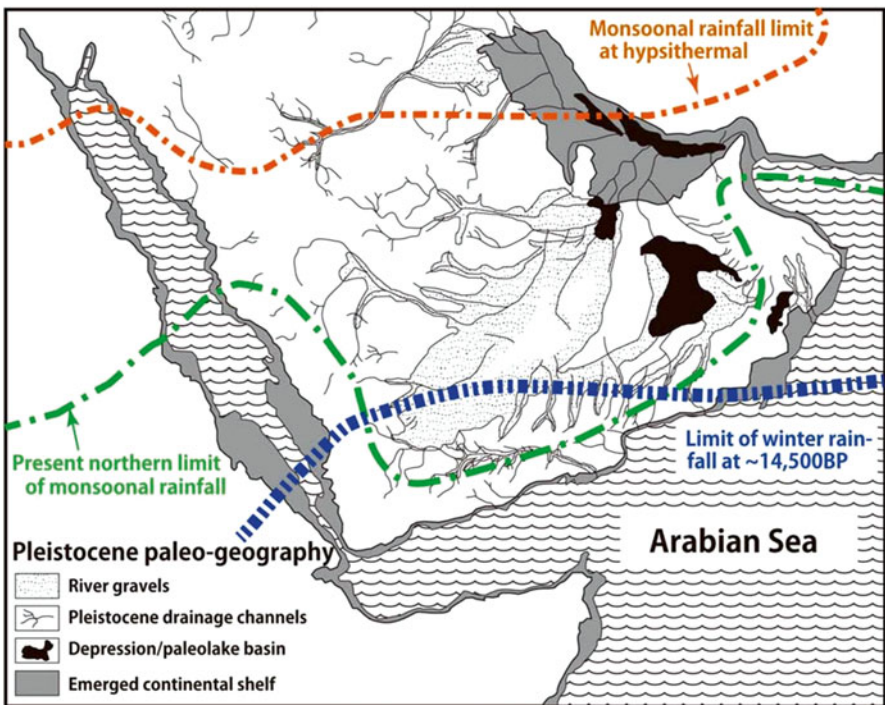 Monsoonal rainfall limit
at hypsithermal
Present northern limit
of monsoonal rainfall
Limit of winter rain-
fall at ~14,500BP
Arabian Sea
Pleistocene paleo-geography
River gravels
Pleistocene drainage channels
Depression/paleolake basin
Emerged continental shelf